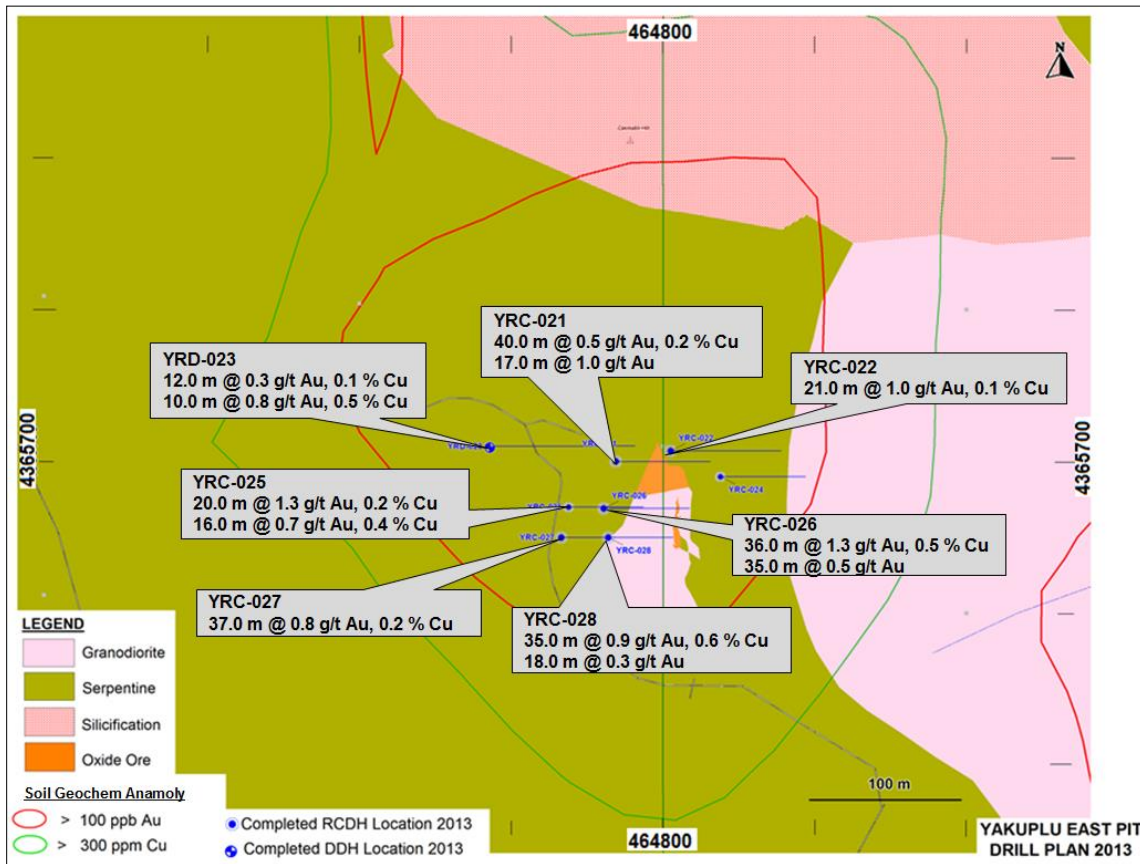 464800
N
YRC-021
40.0 m @ 0.5 g/t Au, 0.2 % Cu
17.0 m @ 1.0 g/t Au
YRD-023
12.0 m @ 0.3 g/t Au, 0.1 % Cu
10.0 m @ 0.8 g/t Au, 0.5 % Cu
YRC-022
21.0 m @ 1.0 g/t Au, 0.1 % Cu
4365700
4365700
YRC-022
YRC-024
YRC-025
20.0 m @ 1.3 g/t Au, 0.2 % Cu
16.0 m @ 0.7 g/t Au, 0.4 % Cu
YRC-026
YRC-026
36.0 m @ 1.3 g/t Au, 0.5 % Cu
35.0 m @ 0.5 g/t Au
YRC-028
YRC-027
37.0 m @ 0.8 g/t Au, 0.2 % Cu
YRC-028
35.0 m @ 0.9 g/t Au, 0.6 % Cu
18.0 m @ 0.3 g/t Au
LEGEND
Granodiorite
Serpentine
Silicification
Oxide Ore
Soil Geochem Anamoly
> 100 ppb Au
> 300 ppm Cu
Completed RCDH Location 2013
Completed DDH Location 2013
100 m
464800
YAKUPLU EAST PIT
DRILL PLAN 2013